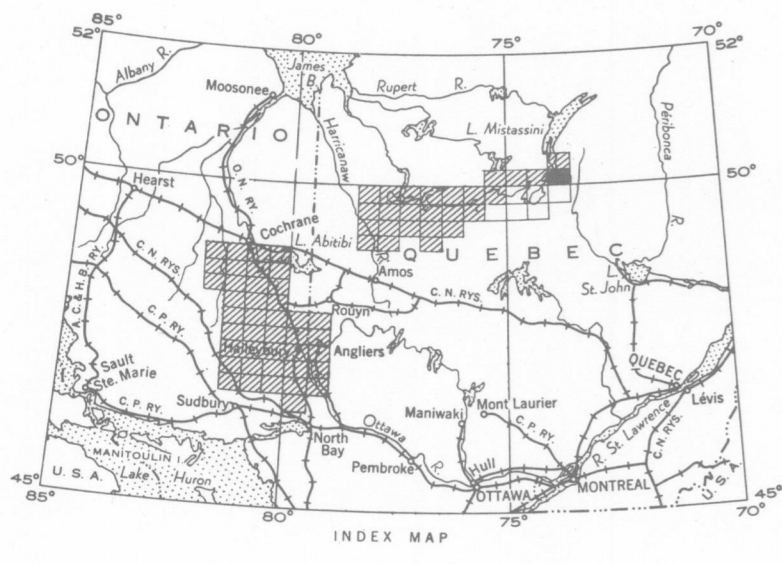 85°
80°
75°
70°
52°
52°
Albany R.
James
B.
Moosonee
Rupert R.
ONTARIO
Harricanaw
L. Mistassini
Péribonca
R.
50°
50°
Hearst
O. N. RY.
Cochrane
L. Abitibi
QUEBEC
A. C. & H. B. RY.
C. N. RYS.
Amos
C. N. RYS.
L.
St. John
C. P. RY.
Rouyn
Haileybury
Angliers
QUEBEC
Sault
Ste. Marie
Lévis
C. P. RY.
Sudbury
Maniwaki
Mont Laurier
C. P. RY.
R. St. Lawrence
C. N. RYS.
North
Bay
Ottawa
R.
MANITOULIN I.
Pembroke
Hull
U. S. A.
Lake Huron
OTTAWA
MONTREAL
U. S. A.
45°
45°
85°
80°
75°
70°
INDEX MAP